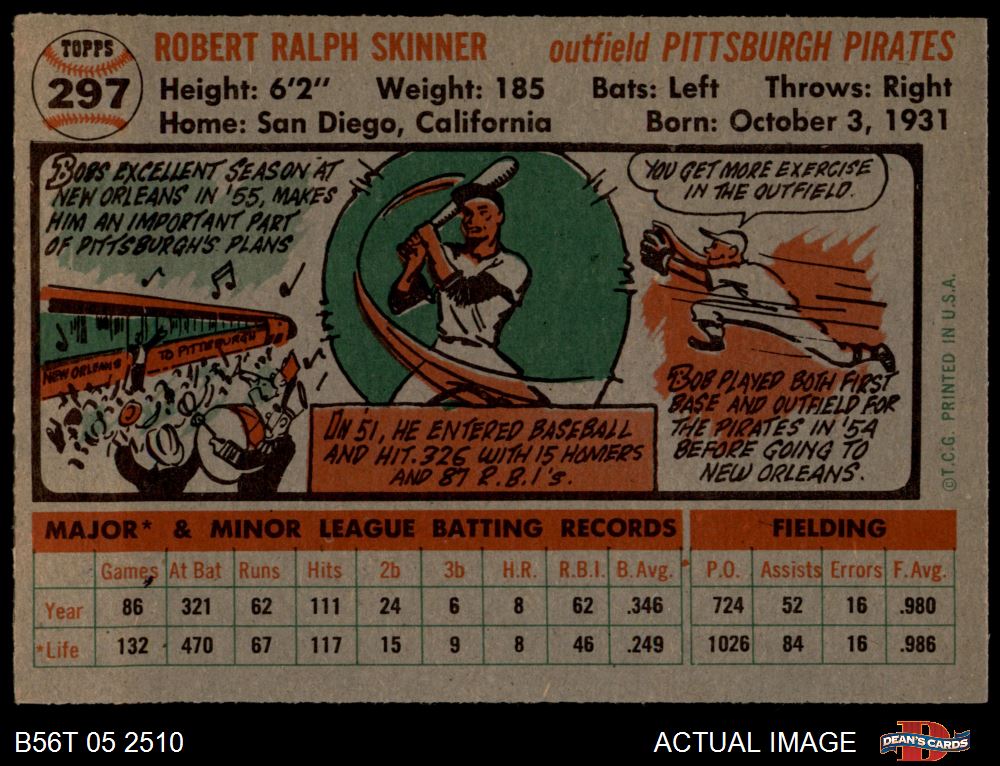 TOPPS
297
ROBERT RALPH SKINNER outfield PITTSBURGH PIRATES
Height: 6'2" Weight: 185 Bats: Left Throws: Right
Home: San Diego, California Born: October 3, 1931
BOB'S EXCELLENT SEASON AT
NEW ORLEANS IN '55, MAKES
HIM AN IMPORTANT PART
OF PITTSBURGH'S PLANS
NEW ORLEANS TO PITTSBURGH
IN '51, HE ENTERED BASEBALL
AND HIT .326 WITH 15 HOMERS
AND 87 R.B.I's.
YOU GET MORE EXERCISE
IN THE OUTFIELD.
BOB PLAYED BOTH FIRST
BASE AND OUTFIELD FOR
THE PIRATES IN '54
BEFORE GOING TO
NEW ORLEANS.
©T.C.G. PRINTED IN U.S.A.
MAJOR* & MINOR LEAGUE BATTING RECORDS FIELDING
Games At Bat Runs Hits 2b 3b H.R. R.B.I. B.Avg. P.O. Assists Errors F.Avg.
Year 86 321 62 111 24 6 8 62 .346 724 52 16 .980
*Life 132 470 67 117 15 9 8 46 .249 1026 84 16 .986
B56T 05 2510 ACTUAL IMAGE D DEAN'S CARDS